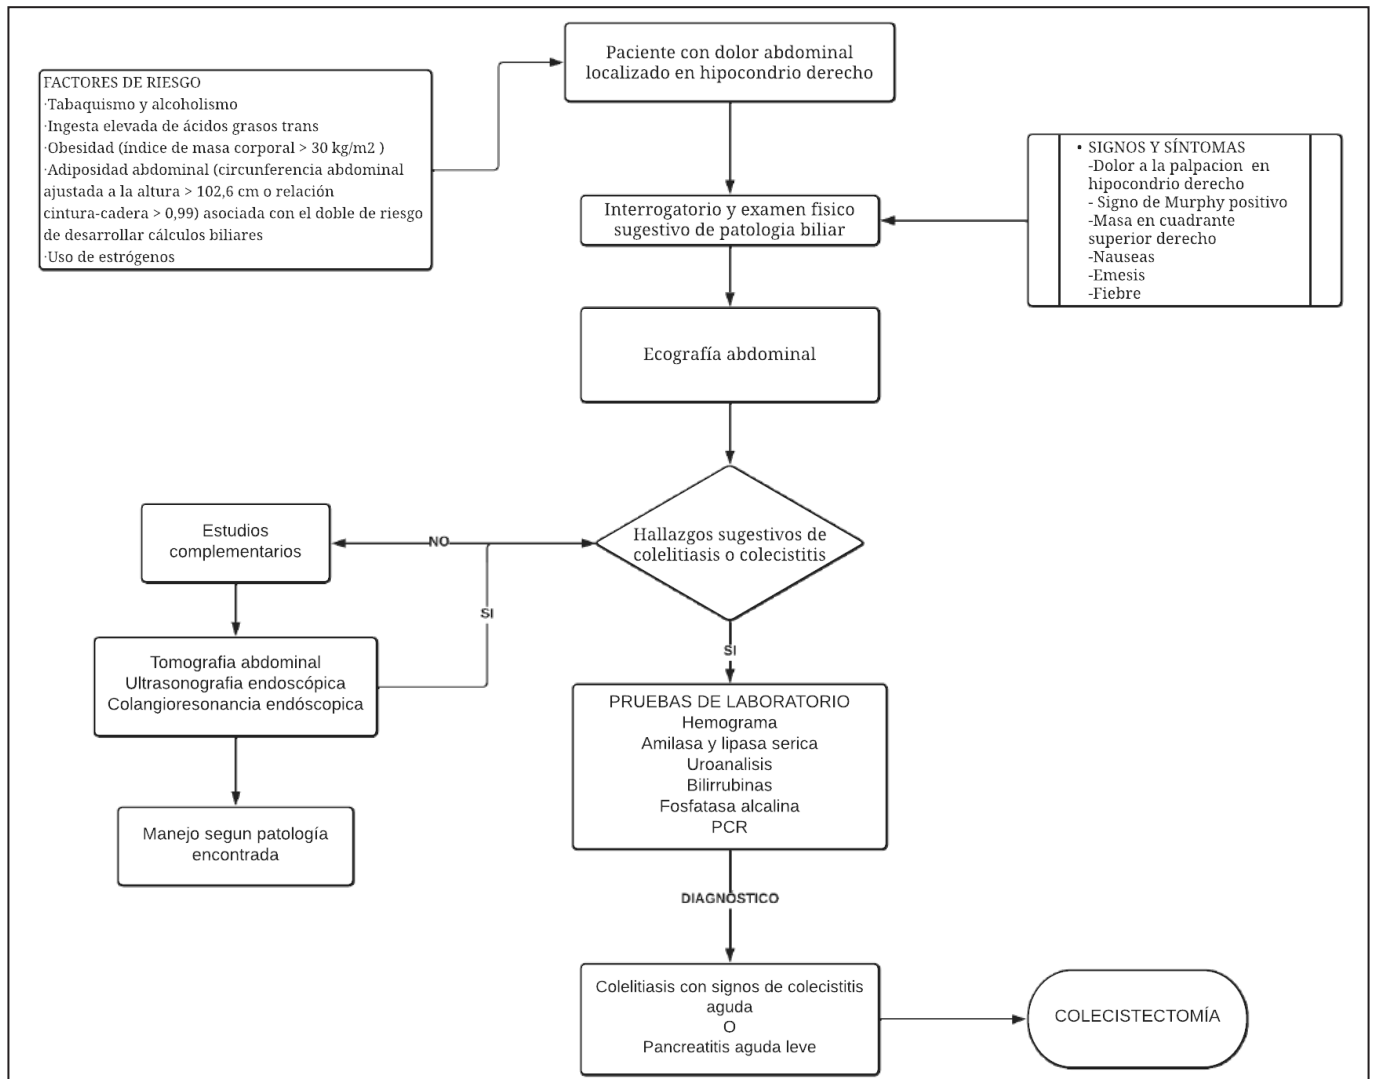 Paciente con dolor abdominal
localizado en hipocondrio derecho
FACTORES DE RIESGO
·Tabaquismo y alcoholismo
·Ingesta elevada de ácidos grasos trans
·Obesidad (índice de masa corporal > 30 kg/m2 )
·Adiposidad abdominal (circunferencia abdominal
ajustada a la altura > 102,6 cm o relación
cintura-cadera > 0,99) asociada con el doble de riesgo
de desarrollar cálculos biliares
·Uso de estrógenos
• SIGNOS Y SÍNTOMAS
-Dolor a la palpacion en
hipocondrio derecho
- Signo de Murphy positivo
-Masa en cuadrante
superior derecho
-Nauseas
-Emesis
-Fiebre
Interrogatorio y examen fisico
sugestivo de patologia biliar
Ecografía abdominal
Hallazgos sugestivos de
colelitiasis o colecistitis
NO
Estudios
complementarios
SI
Tomografia abdominal
Ultrasonografia endoscópica
Colangioresonancia endóscopica
Manejo segun patología
encontrada
SI
PRUEBAS DE LABORATORIO
Hemograma
Amilasa y lipasa serica
Uroanalisis
Bilirrubinas
Fosfatasa alcalina
PCR
DIAGNÓSTICO
Colelitiasis con signos de colecistitis
aguda
O
Pancreatitis aguda leve
COLECISTECTOMÍA